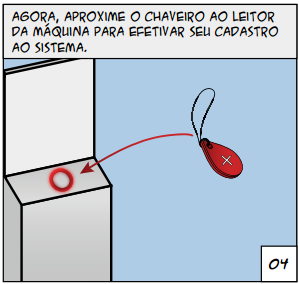 AGORA, APROXIME O CHAVEIRO AO LEITOR
DA MÁQUINA PARA EFETIVAR SEU CADASTRO
AO SISTEMA.
04